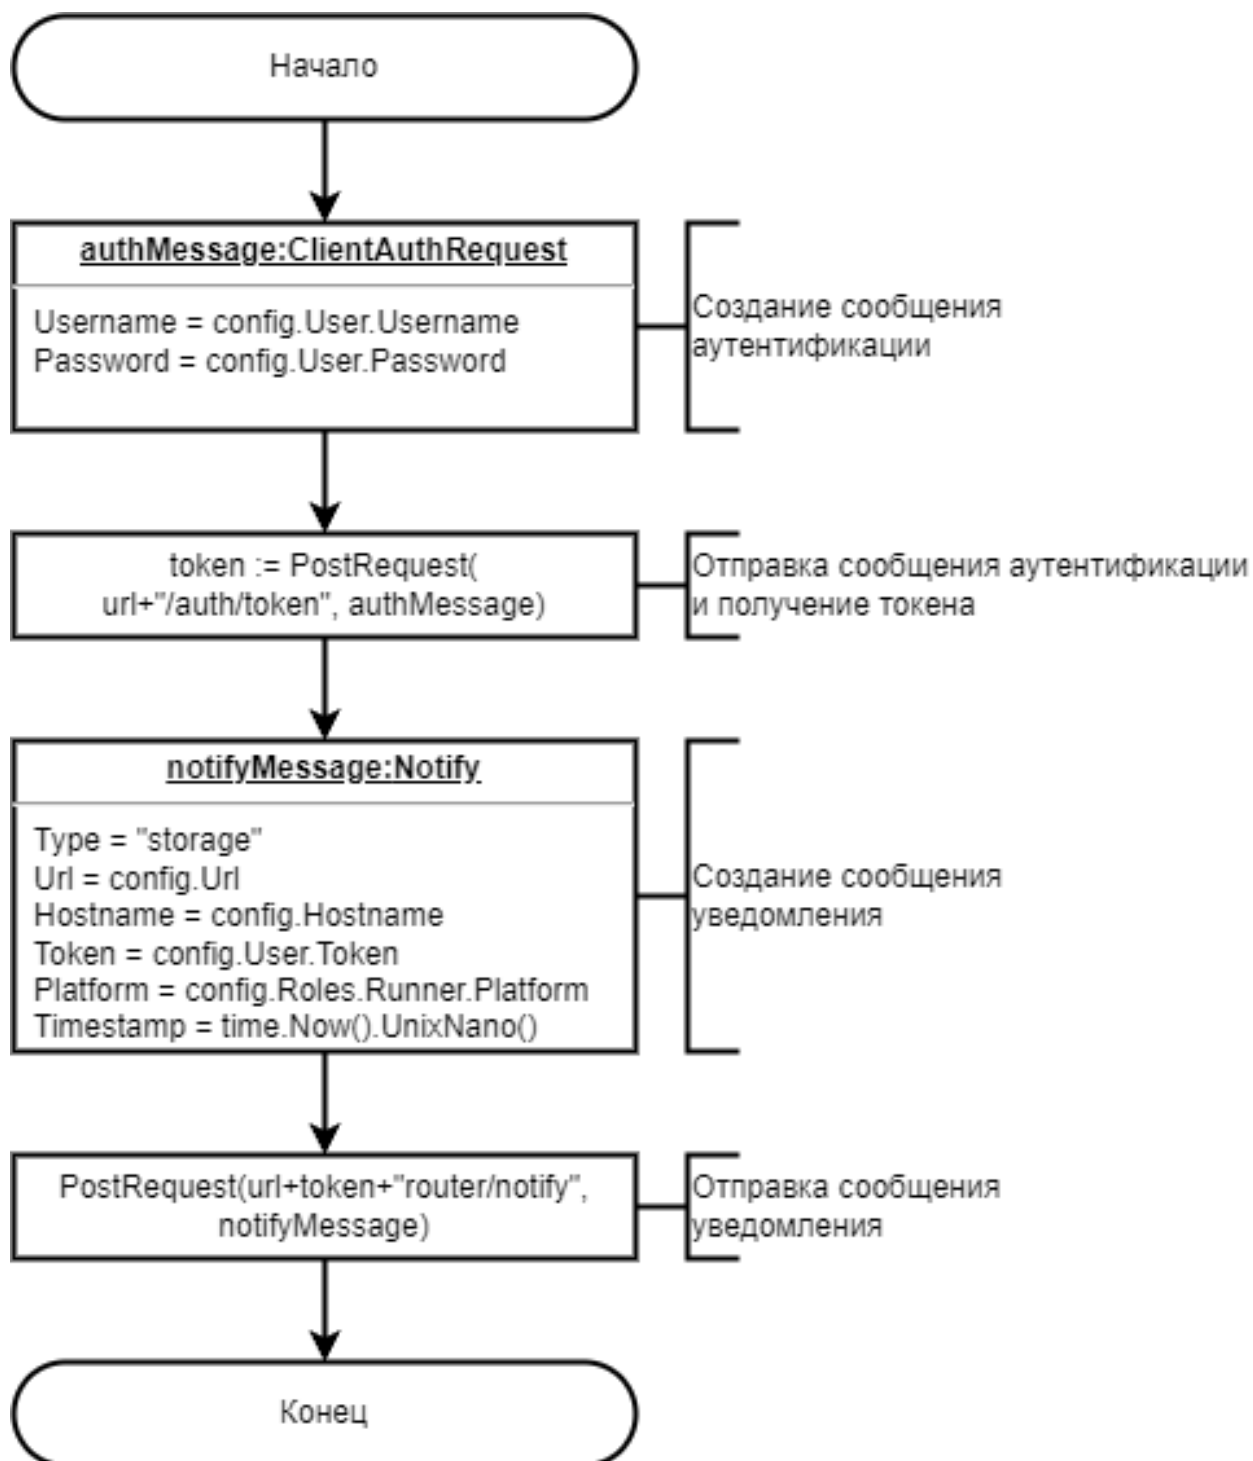 Начало
authMessage:ClientAuthRequest
Username = config.User.Username
Password = config.User.Password
Создание сообщения
аутентификации
token := PostRequest(
url+"/auth/token", authMessage)
Отправка сообщения аутентификации
и получение токена
notifyMessage:Notify
Type = "storage"
Url = config.Url
Hostname = config.Hostname
Token = config.User.Token
Platform = config.Roles.Runner.Platform
Timestamp = time.Now().UnixNano()
Создание сообщения
уведомления
PostRequest(url+token+"router/notify",
notifyMessage)
Отправка сообщения
уведомления
Конец